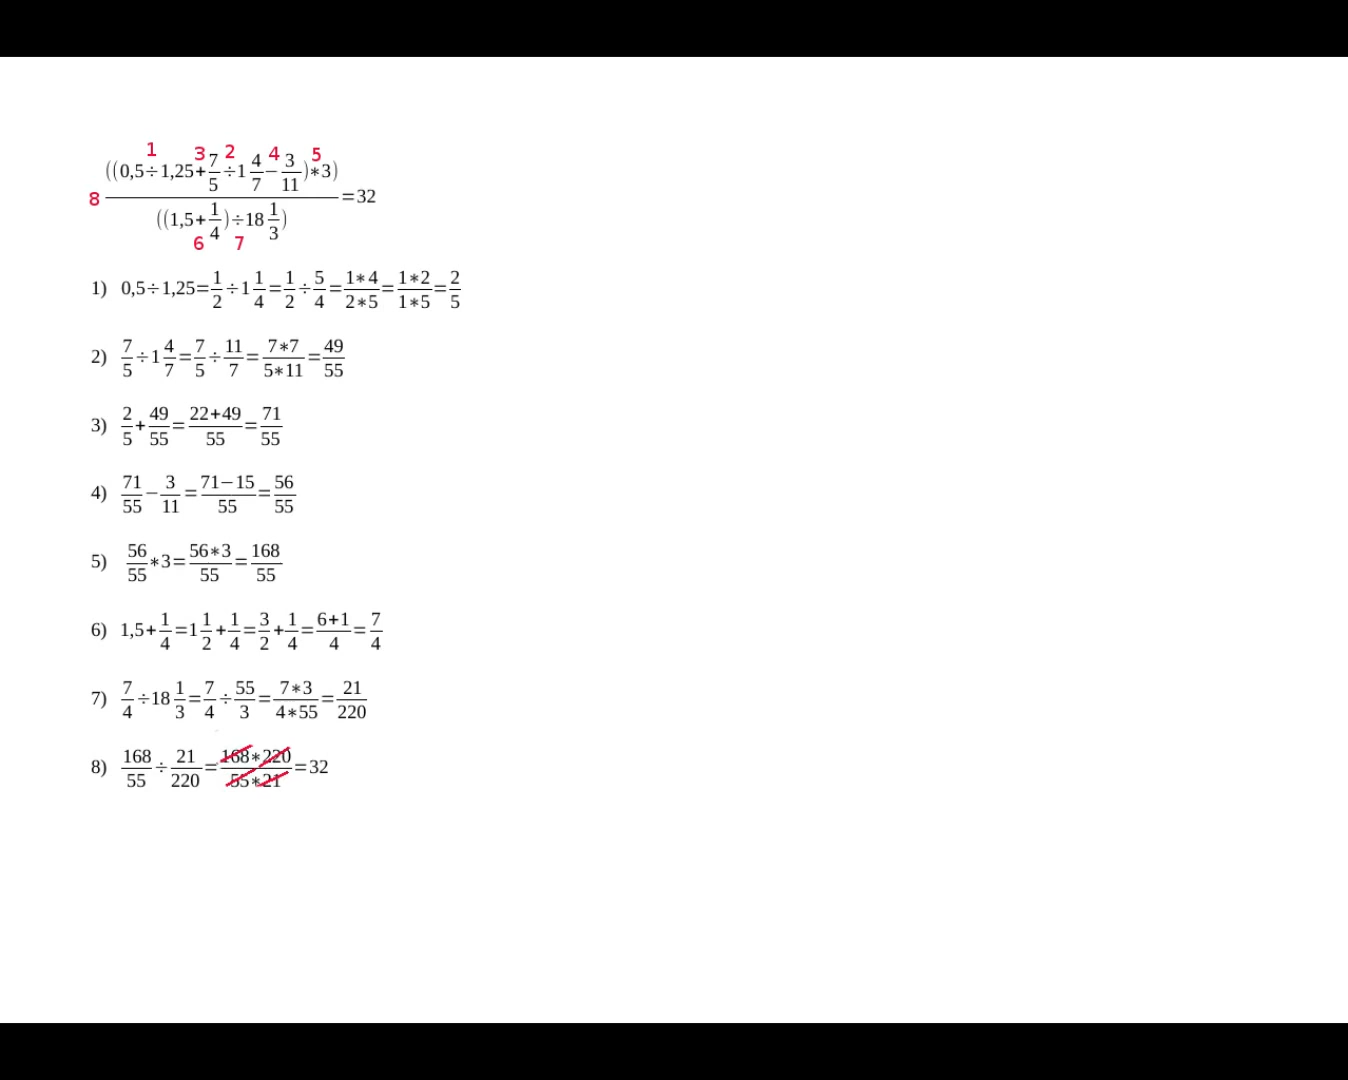 1 3 2 4 5
((0,5÷1,25+7/5÷1 4/7−3/11)*3)
8 =32
((1,5+1/4)÷18 1/3)
6 7
1) 0,5÷1,25=1/2÷1 1/4=1/2÷5/4=1*4/2*5=1*2/1*5=2/5
2) 7/5÷1 4/7=7/5÷11/7=7*7/5*11=49/55
3) 2/5+49/55=22+49/55=71/55
4) 71/55−3/11=71−15/55=56/55
5) 56/55*3=56*3/55=168/55
6) 1,5+1/4=1 1/2+1/4=3/2+1/4=6+1/4=7/4
7) 7/4÷18 1/3=7/4÷55/3=7*3/4*55=21/220
8) 168/55÷21/220=168*220/55*21=32